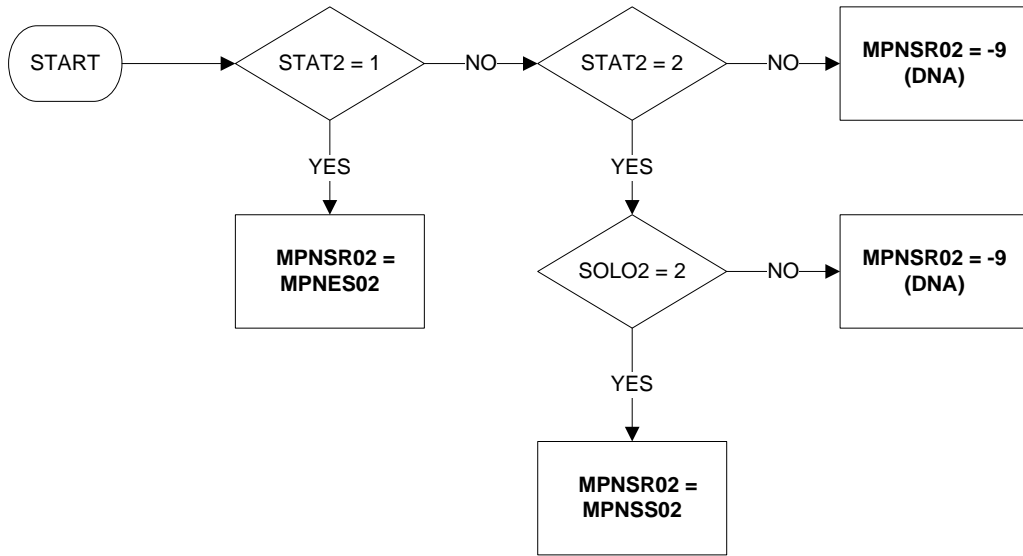 START
STAT2 = 1
NO
STAT2 = 2
NO
MPNSR02 = -9
(DNA)
YES
YES
MPNSR02 =
MPNES02
SOLO2 = 2
NO
MPNSR02 = -9
(DNA)
YES
MPNSR02 =
MPNSS02